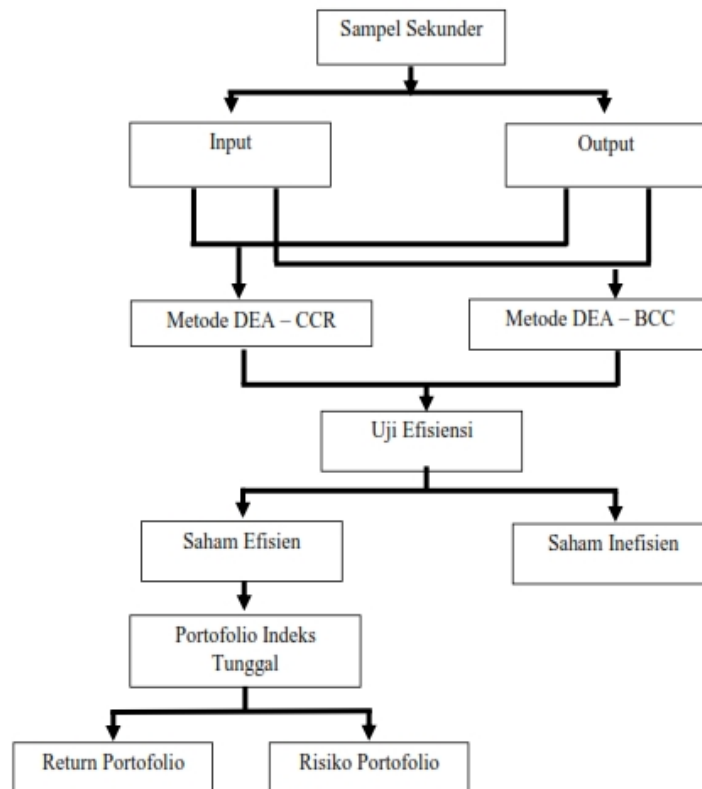 Sampel Sekunder
Input
Output
Metode DEA – CCR
Metode DEA – BCC
Uji Efisiensi
Saham Efisien
Saham Inefisien
Portofolio Indeks
Tunggal
Return Portofolio
Risiko Portofolio